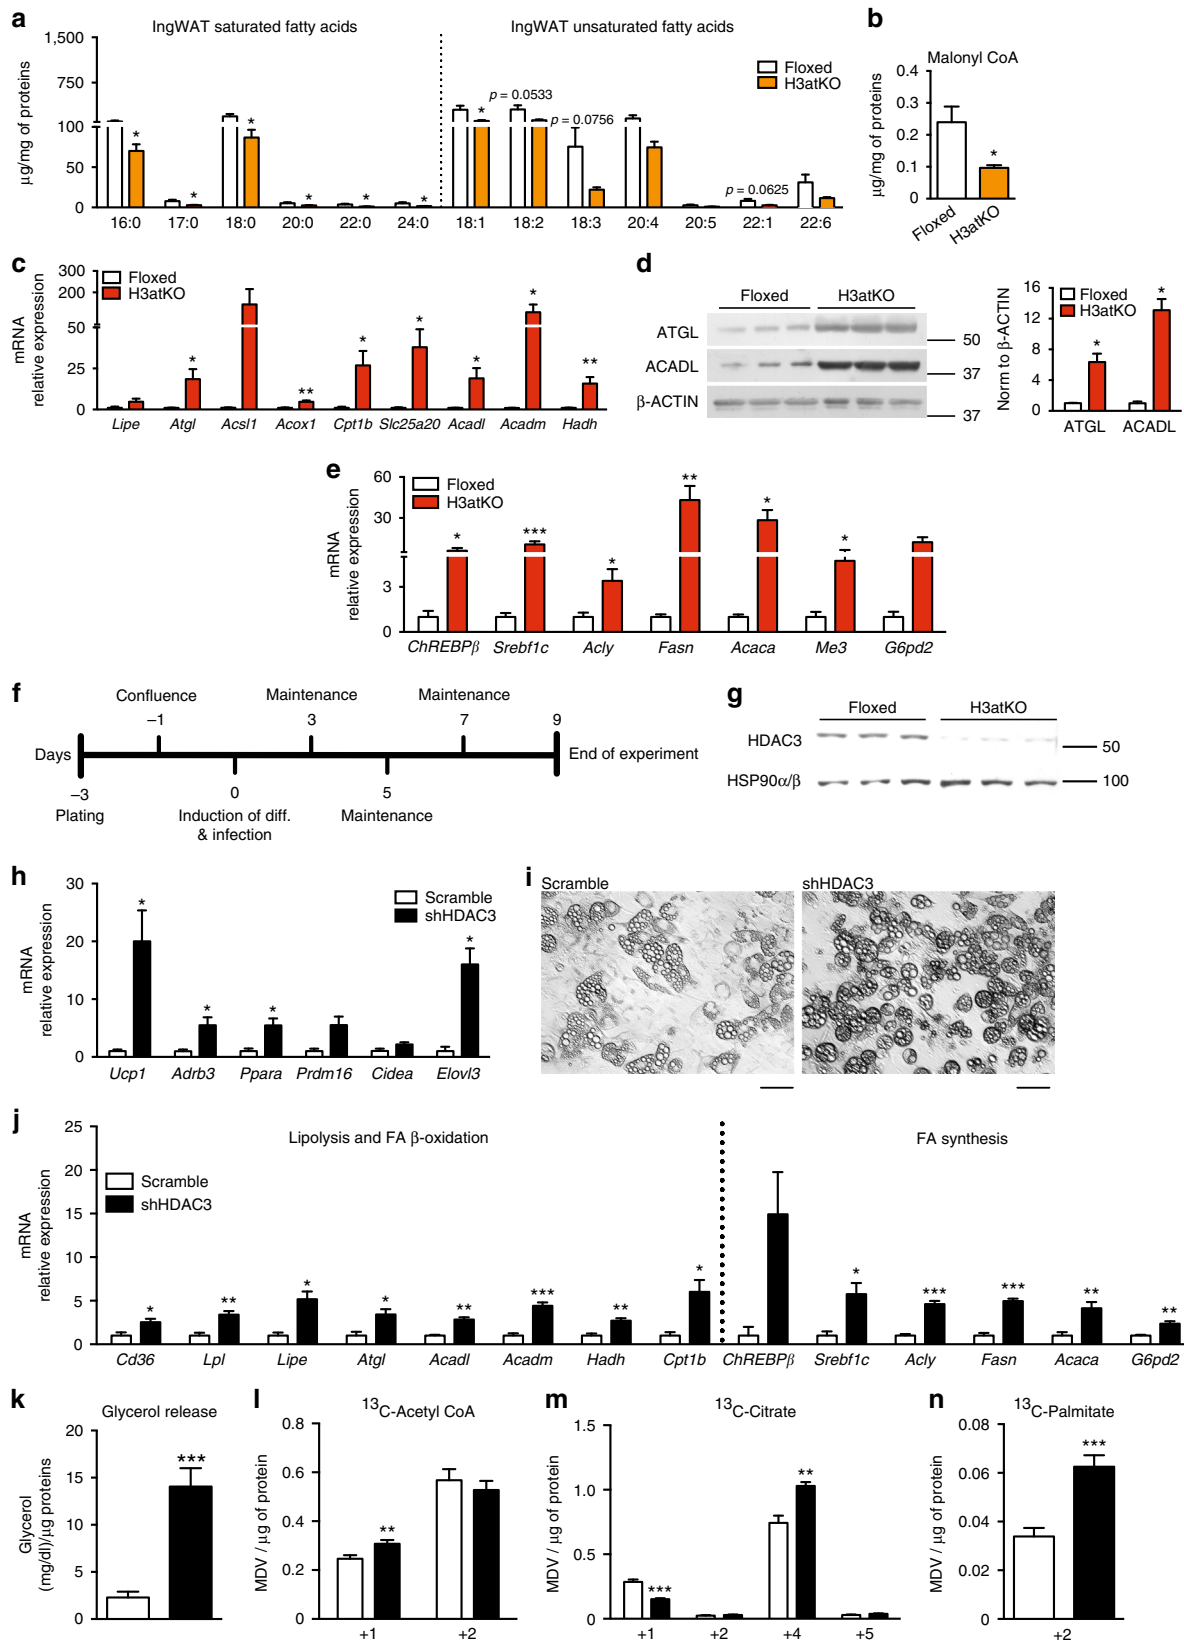 a
IngWAT saturated fatty acids
IngWAT unsaturated fatty acids
Floxed
H3atKO
μg/mg of proteins
1,500
750
100
50
0
* * * * * * * p = 0.0533 p = 0.0756 p = 0.0625
16:0 17:0 18:0 20:0 22:0 24:0 18:1 18:2 18:3 20:4 20:5 22:1 22:6
b
Malonyl CoA
μg/mg of proteins
0.4
0.3
0.2
0.1
0
*
Floxed
H3atKO
c
Floxed
H3atKO
mRNA
relative expression
300
200
50
25
0
* ** * * * * **
Lipe Atgl Acsl1 Acox1 Cpt1b Slc25a20 Acadl Acadm Hadh
d
Floxed H3atKO
ATGL
50
ACADL
37
β-ACTIN
37
Floxed
H3atKO
Norm to β-ACTIN
16
12
8
4
0
* *
ATGL ACADL
e
Floxed
H3atKO
mRNA
relative expression
60
30
3
0
* *** * ** * *
ChREBPβ Srebf1c Acly Fasn Acaca Me3 G6pd2
f
Confluence Maintenance Maintenance
–1 3 7 9
Days
End of experiment
–3 0 5
Plating Induction of diff. Maintenance
& infection
g
Floxed H3atKO
HDAC3
50
HSP90α/β
100
h
Scramble
shHDAC3
mRNA
relative expression
30
20
10
0
* * * *
Ucp1 Adrb3 Ppara Prdm16 Cidea Elovl3
i
Scramble
shHDAC3
j
Lipolysis and FA β-oxidation
FA synthesis
Scramble
shHDAC3
mRNA
relative expression
25
20
15
10
5
0
* ** * * ** *** ** * * *** *** ** **
Cd36 Lpl Lipe Atgl Acadl Acadm Hadh Cpt1b ChREBPβ Srebf1c Acly Fasn Acaca G6pd2
k
Glycerol release
Glycerol
(mg/dl)/μg proteins
20
15
10
5
0
***
l
13C-Acetyl CoA
MDV / μg of protein
0.8
0.6
0.4
0.2
0
**
+1 +2
m
13C-Citrate
MDV / μg of protein
1.5
1.0
0.5
0
*** **
+1 +2 +4 +5
n
13C-Palmitate
MDV / μg of protein
0.08
0.06
0.04
0.02
0
***
+2